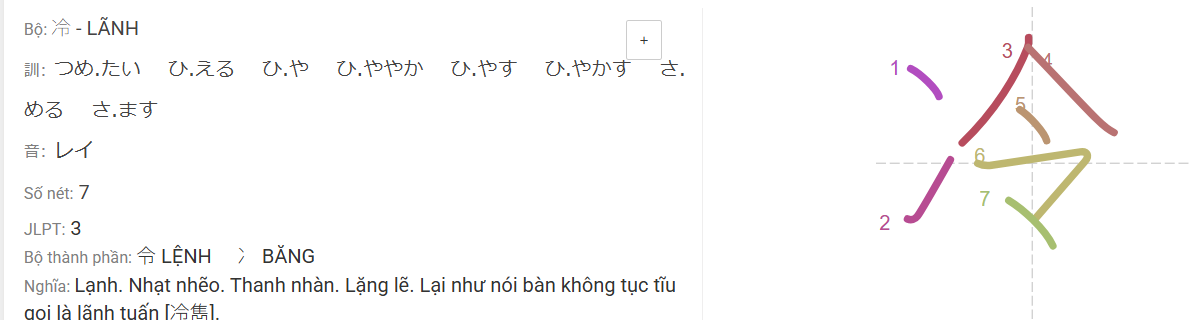 Bộ: 冷 - LÃNH
+
訓: つめ.たい ひ.える ひ.や ひ.ややか ひ.やす ひ.やかす さ.
める さ.ます
音: レイ
Số nét: 7
JLPT: 3
Bộ thành phần: 令 LỆNH 冫 BĂNG
Nghĩa: Lạnh. Nhạt nhẽo. Thanh nhàn. Lặng lẽ. Lại như nói bàn không tục tĩu
gọi là lãnh tuấn [冷雋].
1
2
3
4
5
6
7